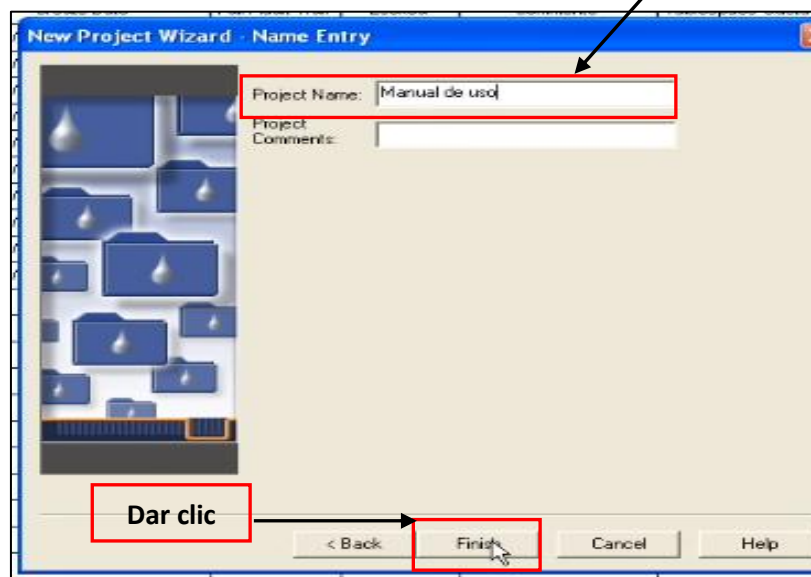 New Project Wizard - Name Entry
Project Name: Manual de uso
Project
Comments:
Dar clic
< Back Finish Cancel Help